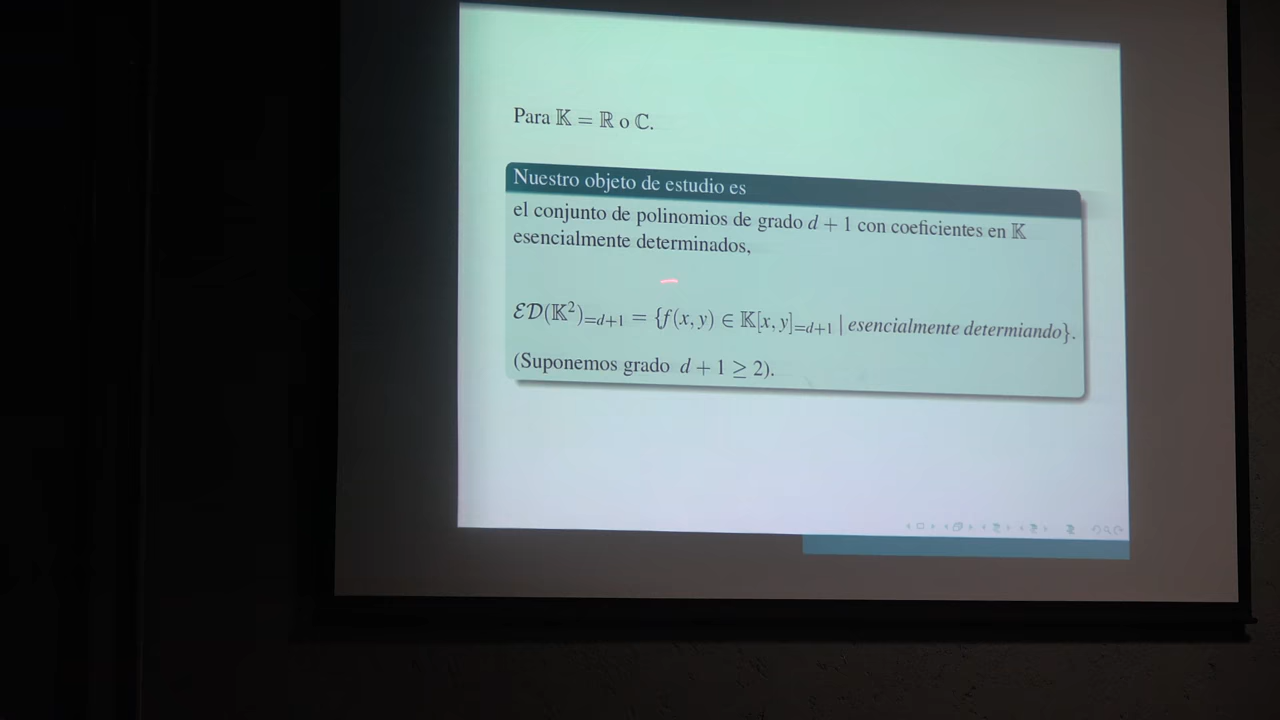 Para 𝕂 = ℝ o ℂ.
Nuestro objeto de estudio es
el conjunto de polinomios de grado d + 1 con coeficientes en 𝕂
esencialmente determinados,
ℰ𝒟(𝕂²)₌d+1 = {f(x, y) ∈ 𝕂[x, y]₌d+1 | esencialmente determiando}.
(Suponemos grado d + 1 ≥ 2).